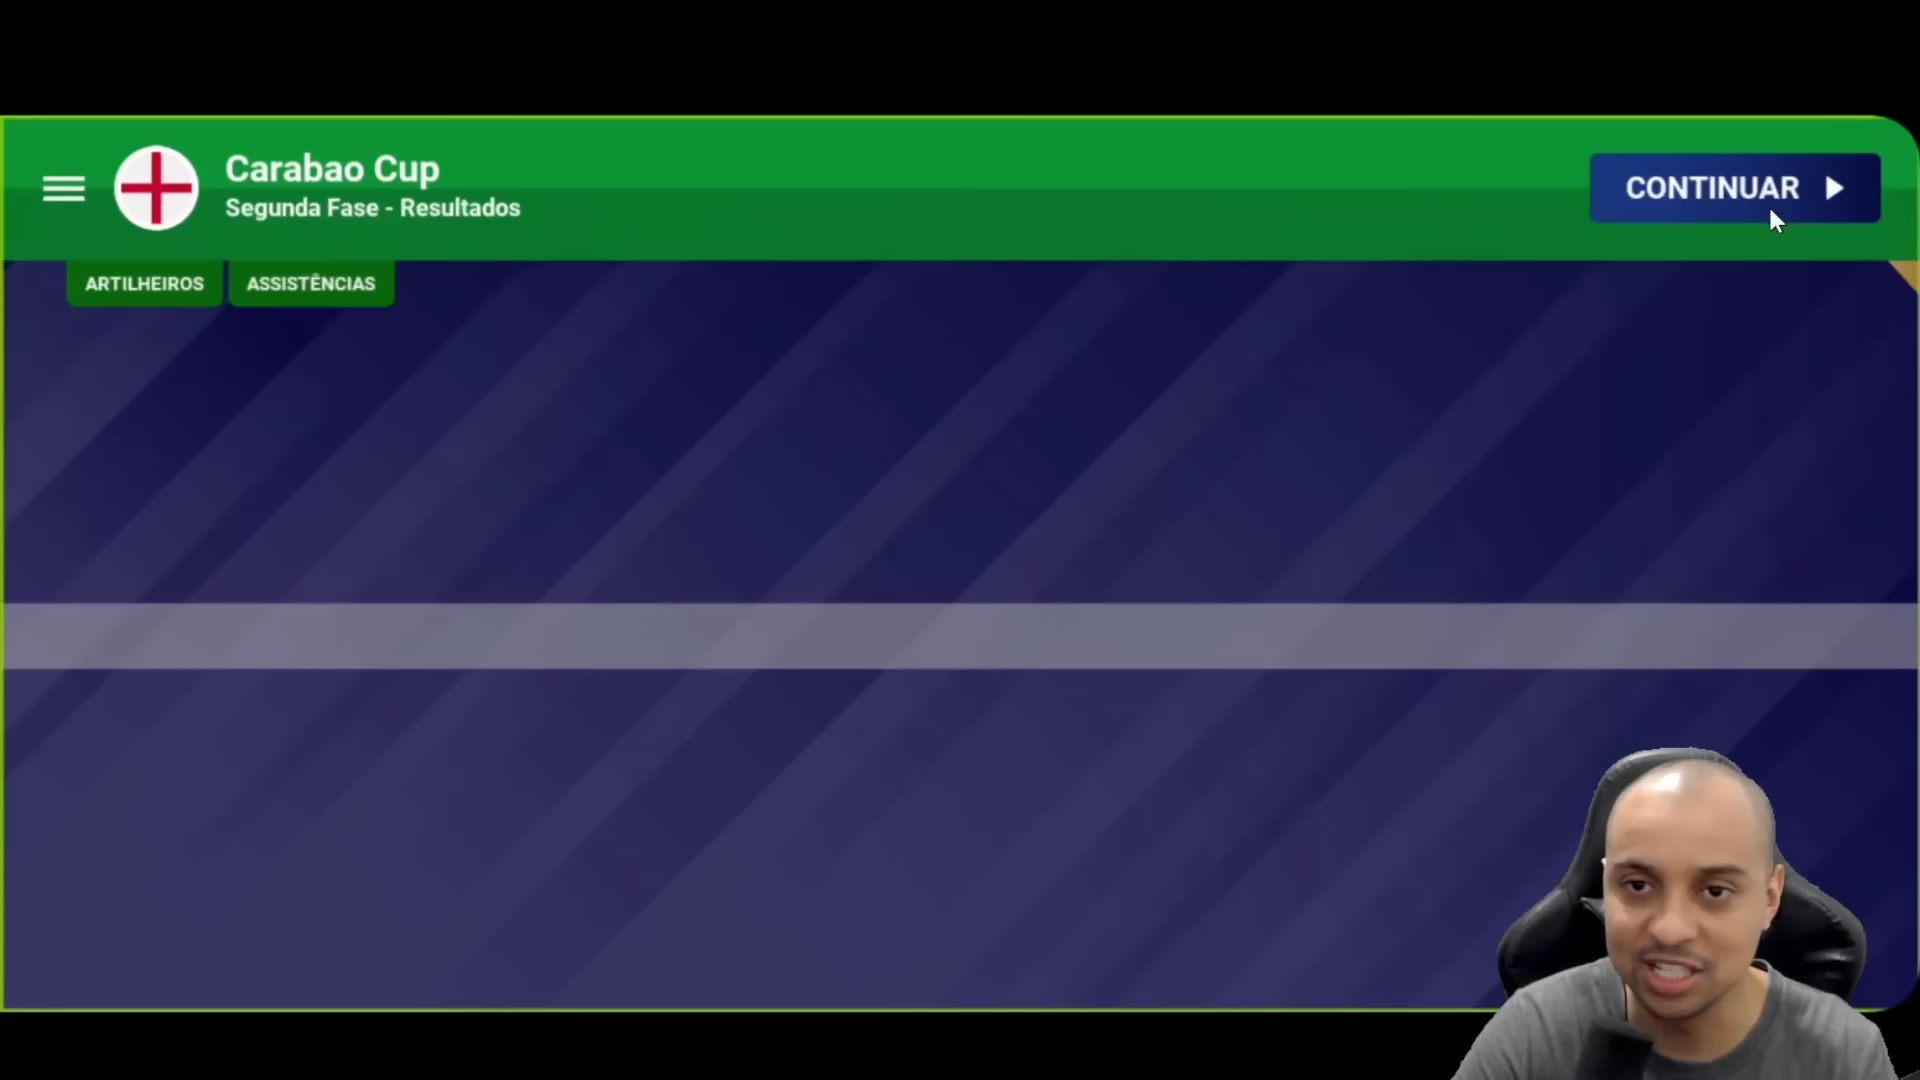 Carabao Cup
Segunda Fase - Resultados
CONTINUAR
ARTILHEIROS
ASSISTÊNCIAS